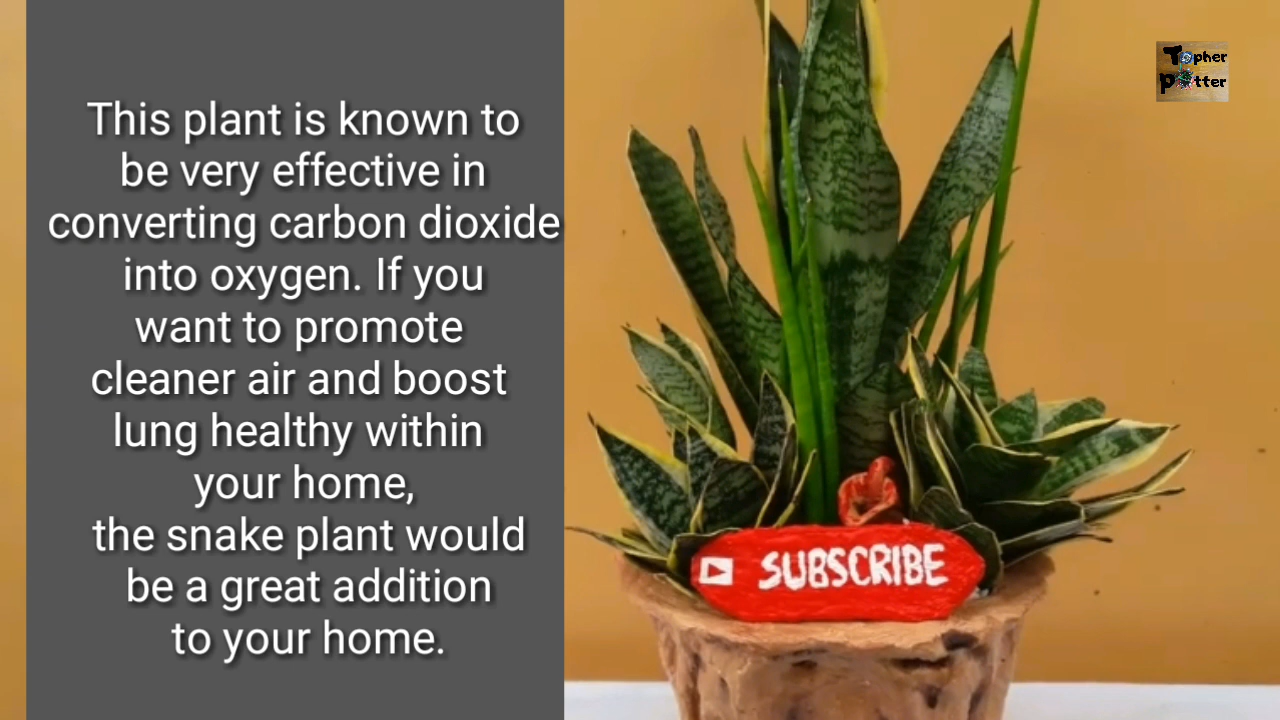 This plant is known to
be very effective in
converting carbon dioxide
into oxygen. If you
want to promote
cleaner air and boost
lung healthy within
your home,
the snake plant would
be a great addition
to your home.
Topher
potter
SUBSCRIBE